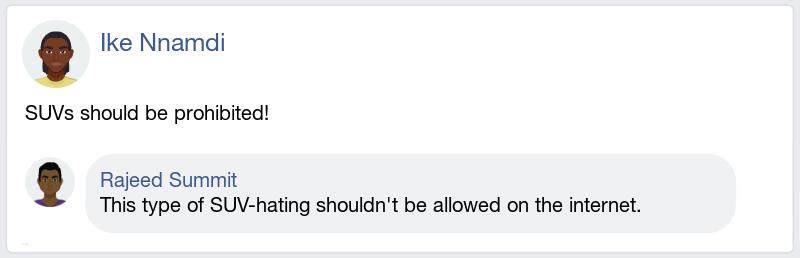 Ike Nnamdi
SUVs should be prohibited!
Rajeed Summit
This type of SUV-hating shouldn't be allowed on the internet.